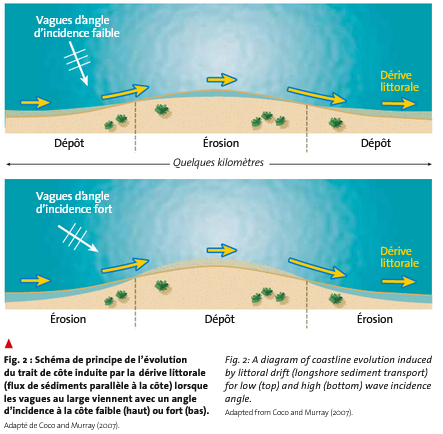 Vagues d'angle
d'incidence faible
Dérive
littorale
Dépôt
Érosion
Dépôt
Quelques kilomètres
Vagues d'angle
d'incidence fort
Dérive
littorale
Érosion
Dépôt
Érosion
Fig. 2 : Schéma de principe de l'évolution
du trait de côte induite par la dérive littorale
(flux de sédiments parallèle à la côte) lorsque
les vagues au large viennent avec un angle
d'incidence à la côte faible (haut) ou fort (bas).
Adapté de Coco and Murray (2007).
Fig. 2: A diagram of coastline evolution induced
by littoral drift (longshore sediment transport)
for low (top) and high (bottom) wave incidence
angle.
Adapted from Coco and Murray (2007).